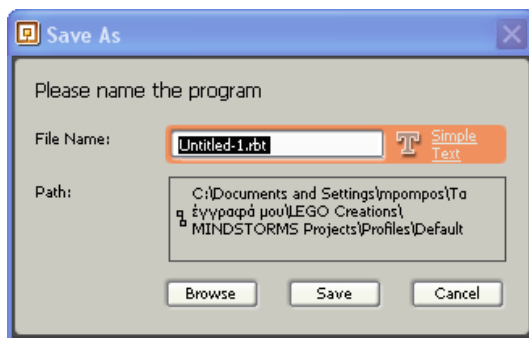 Save As
Please name the program
File Name:
Untitled-1.rbt
Simple
Text
Path:
C:\Documents and Settings\mpompos\Τα
έγγραφά μου\LEGO Creations\
MINDSTORMS Projects\Profiles\Default
Browse
Save
Cancel